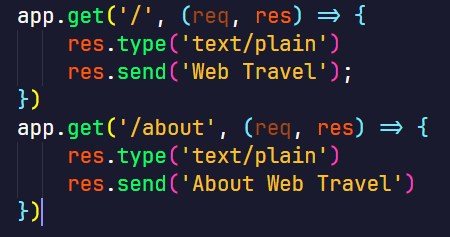 app.get('/', (req, res) => {
    res.type('text/plain')
    res.send('Web Travel');
})
app.get('/about', (req, res) => {
    res.type('text/plain')
    res.send('About Web Travel')
})